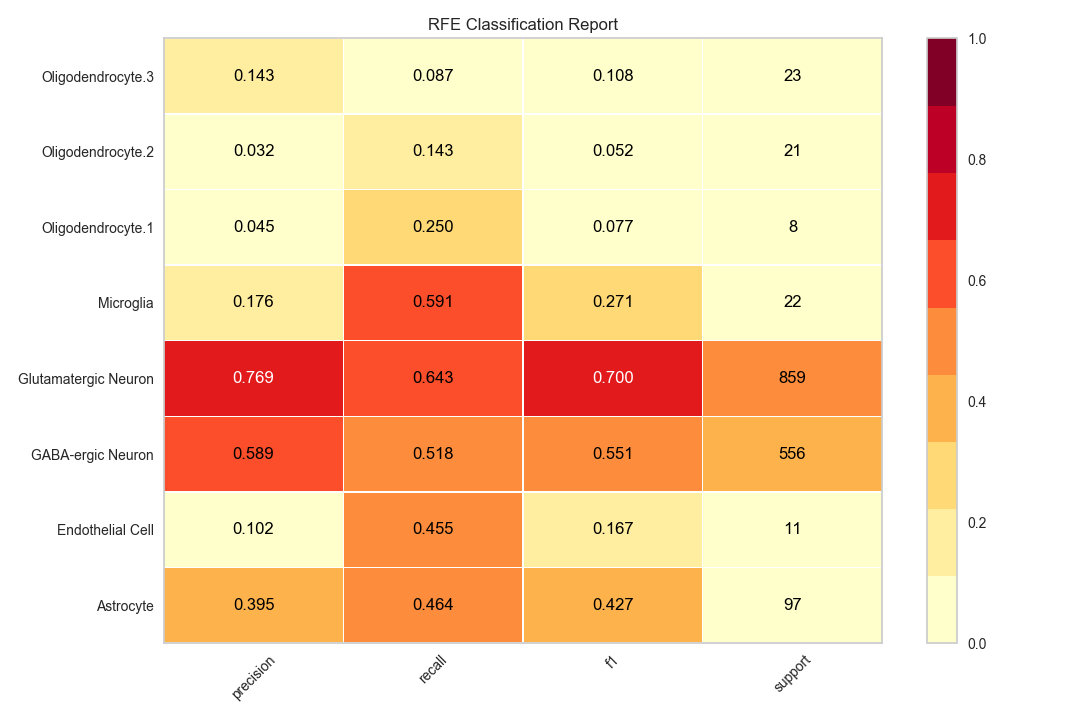 RFE Classification Report
Oligodendrocyte.3 0.143 0.087 0.108 23
Oligodendrocyte.2 0.032 0.143 0.052 21
Oligodendrocyte.1 0.045 0.250 0.077 8
Microglia 0.176 0.591 0.271 22
Glutamatergic Neuron 0.769 0.643 0.700 859
GABA-ergic Neuron 0.589 0.518 0.551 556
Endothelial Cell 0.102 0.455 0.167 11
Astrocyte 0.395 0.464 0.427 97
precision recall f1 support
1.0
0.8
0.6
0.4
0.2
0.0